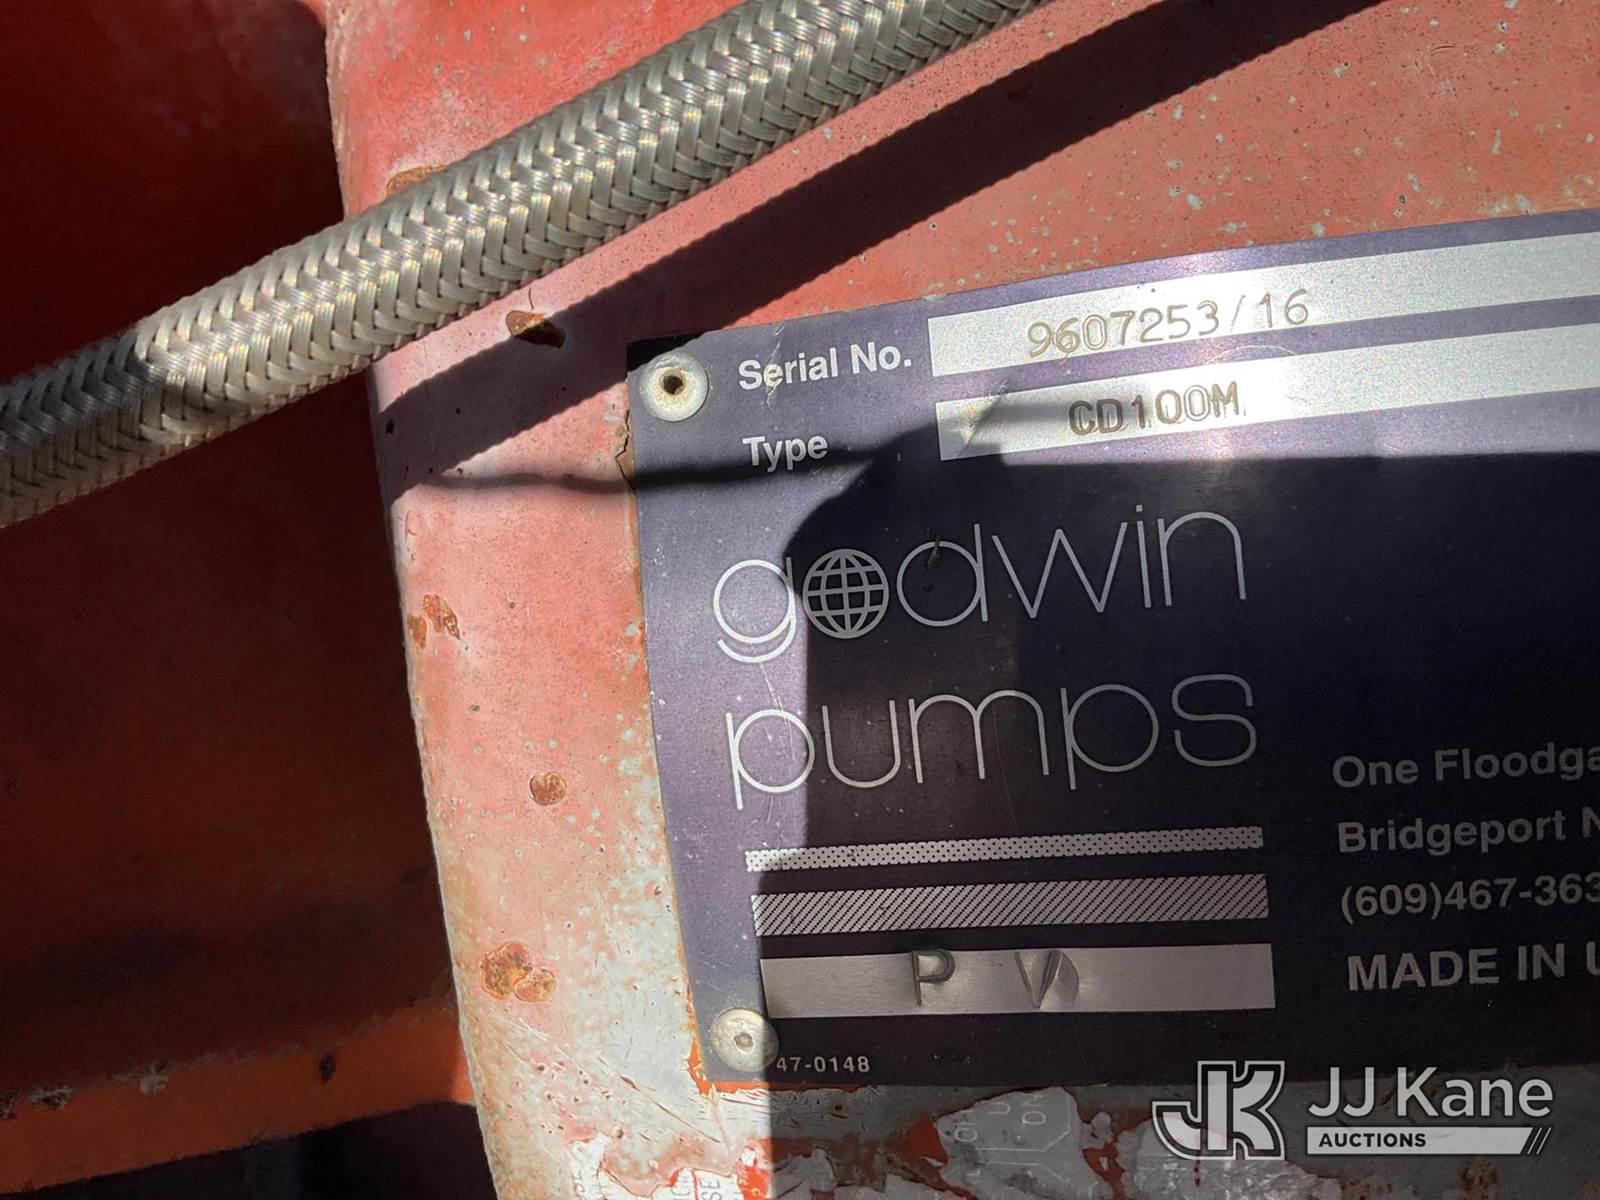 Serial No. 9607253/16
Type CD100M
godwin
pumps
One Floodga
Bridgeport N
(609)467-363
MADE IN U
P V
47-0148
JK JJ Kane
AUCTIONS